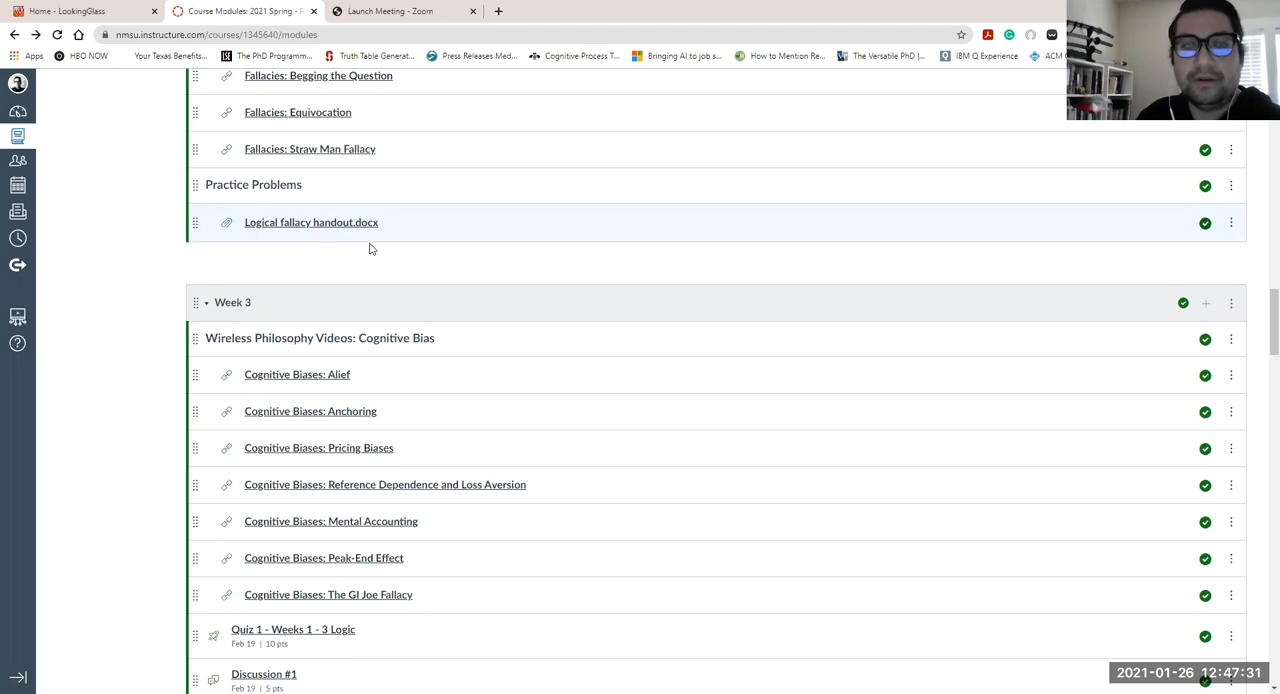 Home - LookingGlass
Course Modules: 2021 Spring - F
Launch Meeting - Zoom
nmsu.instructure.com/courses/1345640/modules
Apps
HBO NOW
Your Texas Benefits...
The PhD Program...
Truth Table Generat...
Press Releases Med...
Cognitive Process T...
Bringing AI to job...
How to Mention P...
The Versatile PhD |...
IBM Q Experience
ACM
Fallacies: Begging the Question
Fallacies: Equivocation
Fallacies: Straw Man Fallacy
Practice Problems
Logical fallacy handout.docx
Week 3
Wireless Philosophy Videos: Cognitive Bias
Cognitive Biases: Alief
Cognitive Biases: Anchoring
Cognitive Biases: Pricing Biases
Cognitive Biases: Reference Dependence and Loss Aversion
Cognitive Biases: Mental Accounting
Cognitive Biases: Peak-End Effect
Cognitive Biases: The GI Joe Fallacy
Quiz 1 - Weeks 1 - 3 Logic
Feb 19 | 10 pts
Discussion #1
Feb 19 | 5 pts
2021-01-26 12:47:31